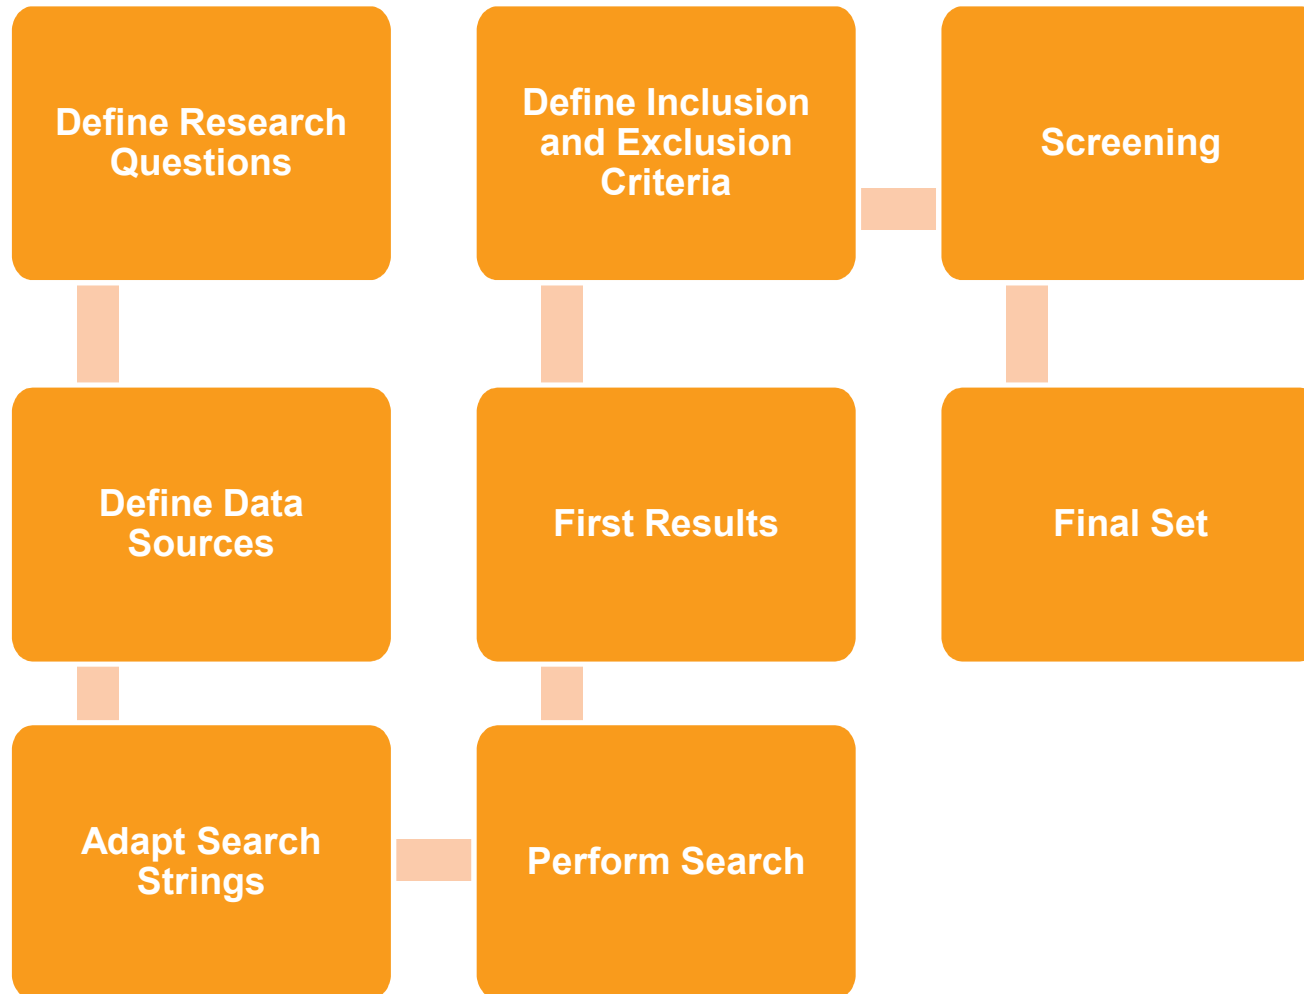 Define Research
Questions
Define Data
Sources
Adapt Search
Strings
Perform Search
First Results
Define Inclusion
and Exclusion
Criteria
Screening
Final Set